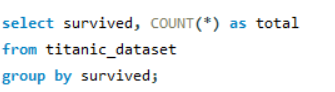 select survived, COUNT(*) as total
from titanic_dataset
group by survived;